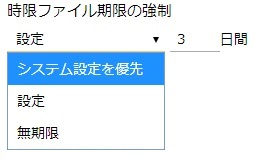 時限ファイル期限の強制
設定 ▼ 3 日間
システム設定を優先
設定
無期限